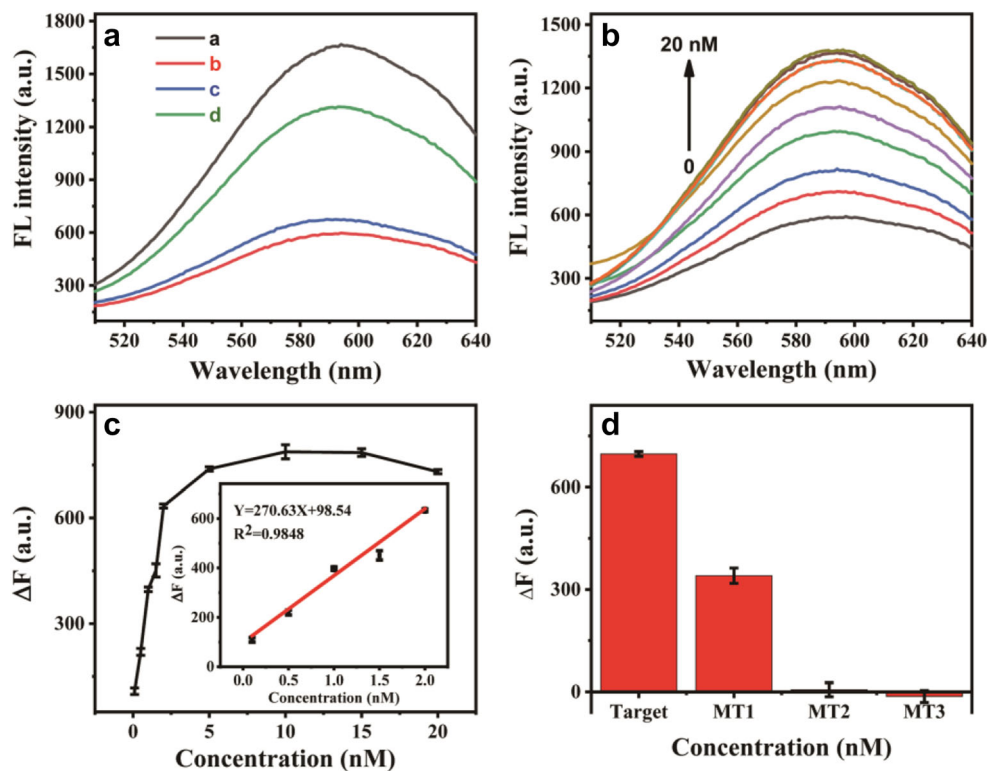 a
a
b
c
d
FL intensity (a.u.)
1800
1500
1200
900
600
300
520 540 560 580 600 620 640
Wavelength (nm)
b
20 nM
0
FL intensity (a.u.)
1500
1200
900
600
300
520 540 560 580 600 620 640
Wavelength (nm)
c
ΔF (a.u.)
900
600
300
0 5 10 15 20
Concentration (nM)
Y=270.63X+98.54
R²=0.9848
ΔF (a.u.)
600
400
200
0
0.0 0.5 1.0 1.5 2.0
Concentration (nM)
d
ΔF (a.u.)
600
300
0
Target MT1 MT2 MT3
Concentration (nM)